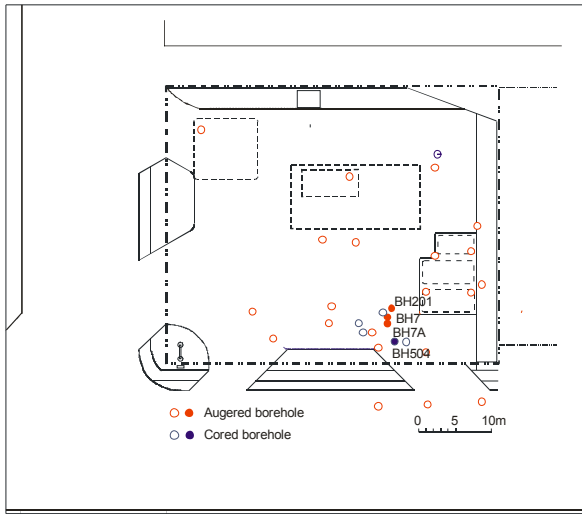 BH201
BH7
BH7A
BH504
Augered borehole
Cored borehole
0 5 10m